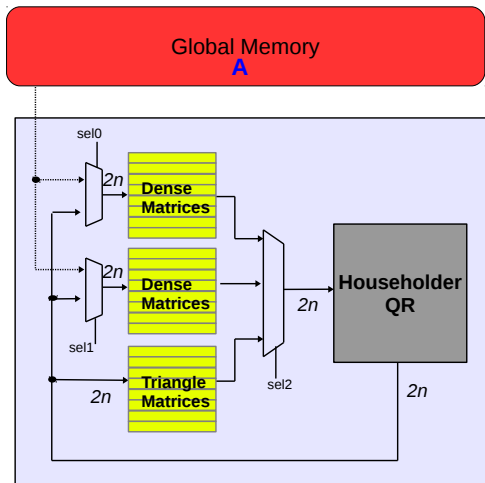 Global Memory
A
sel0
2n
Dense
Matrices
2n
Dense
Matrices
sel1
Householder
QR
2n
sel2
Triangle
Matrices
2n
2n